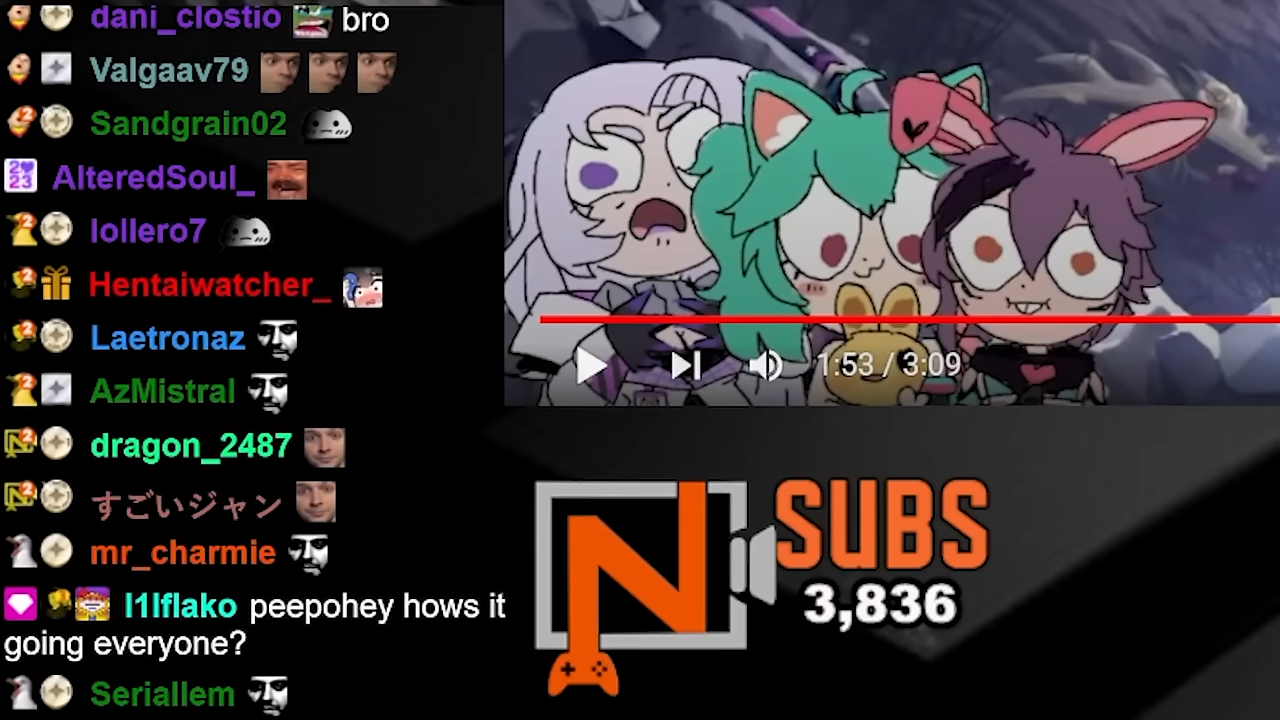 dani_clostio bro
Valgaav79
Sandgrain02
AlteredSoul_
lollero7
Hentaiwatcher_
Laetronaz
AzMistral
dragon_2487
すごいジャン
mr_charmie
l1lflako peepohey hows it
going everyone?
Seriallem
1:53 / 3:09
N
SUBS
3,836